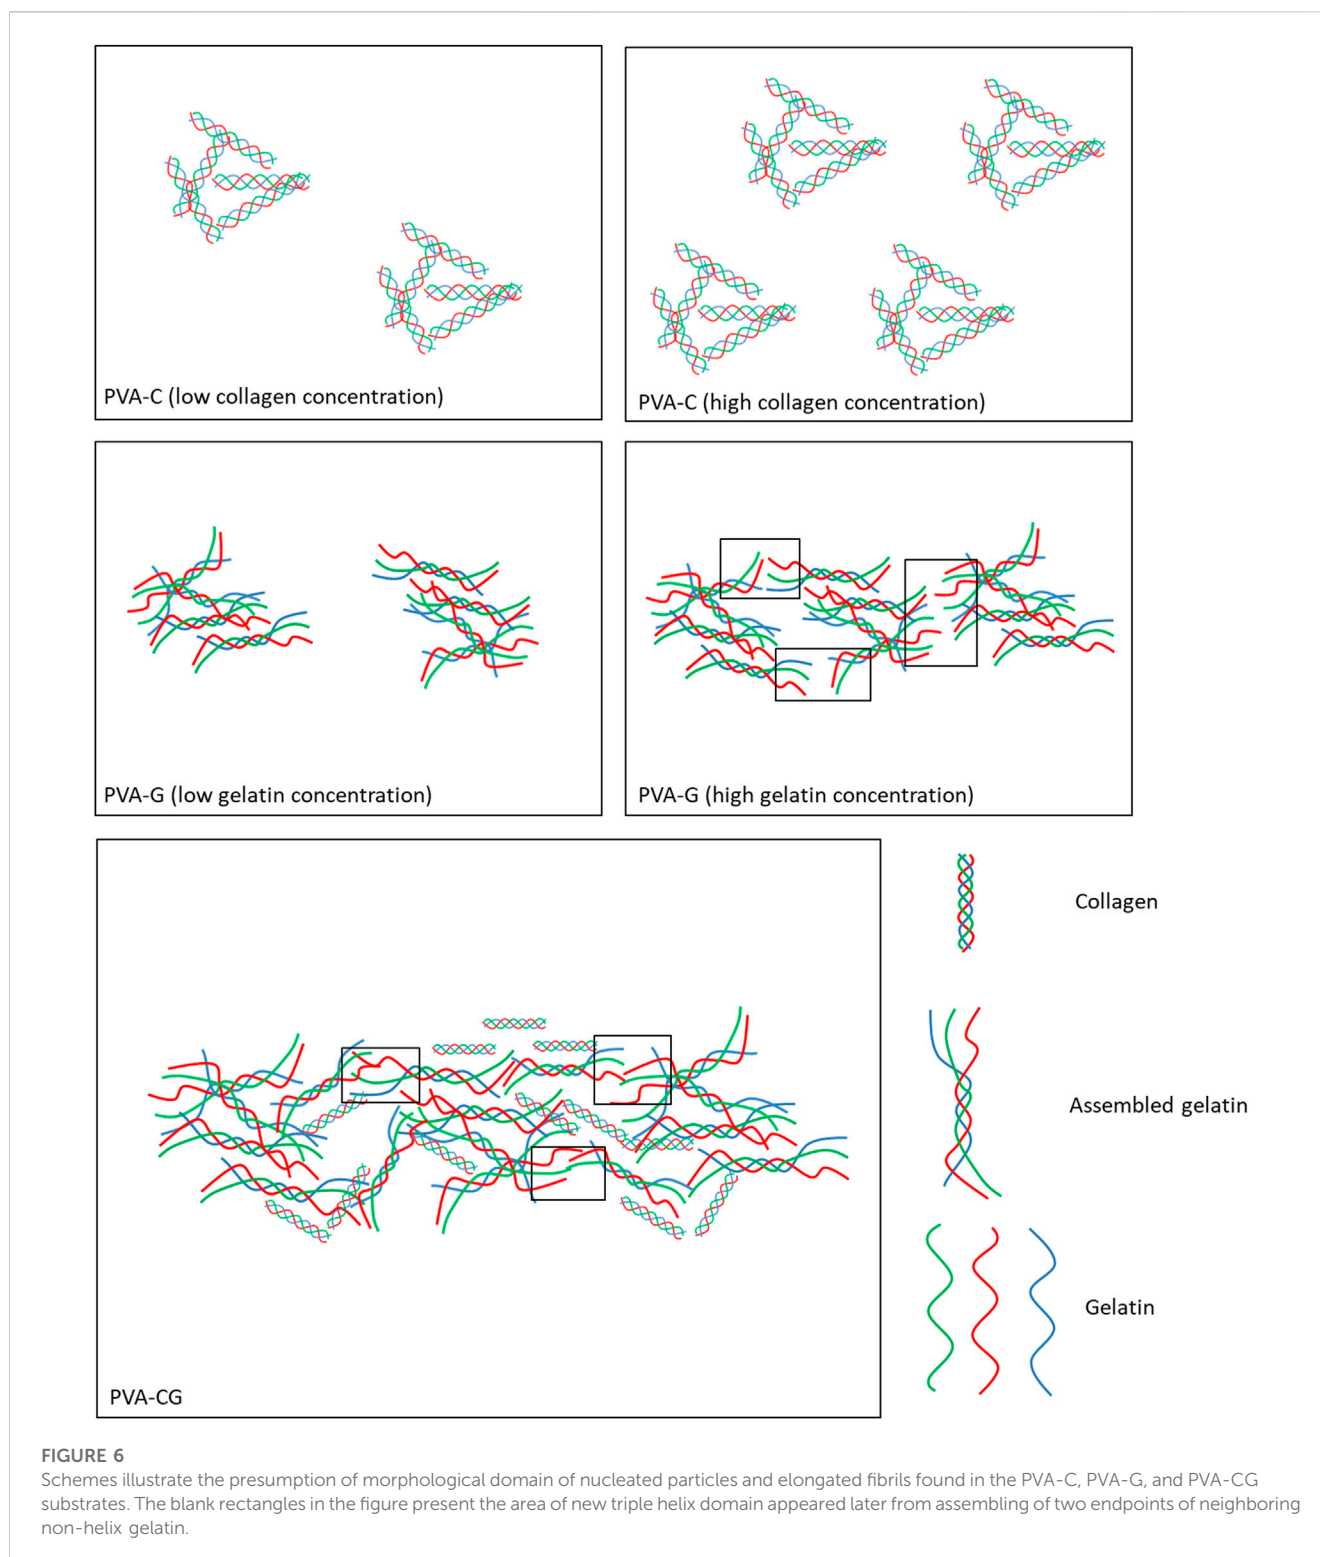 PVA-C (low collagen concentration)
PVA-C (high collagen concentration)
PVA-G (low gelatin concentration)
PVA-G (high gelatin concentration)
Collagen
Assembled gelatin
Gelatin
PVA-CG
FIGURE 6
Schemes illustrate the presumption of morphological domain of nucleated particles and elongated fibrils found in the PVA-C, PVA-G, and PVA-CG
substrates. The blank rectangles in the figure present the area of new triple helix domain appeared later from assembling of two endpoints of neighboring
non-helix gelatin.